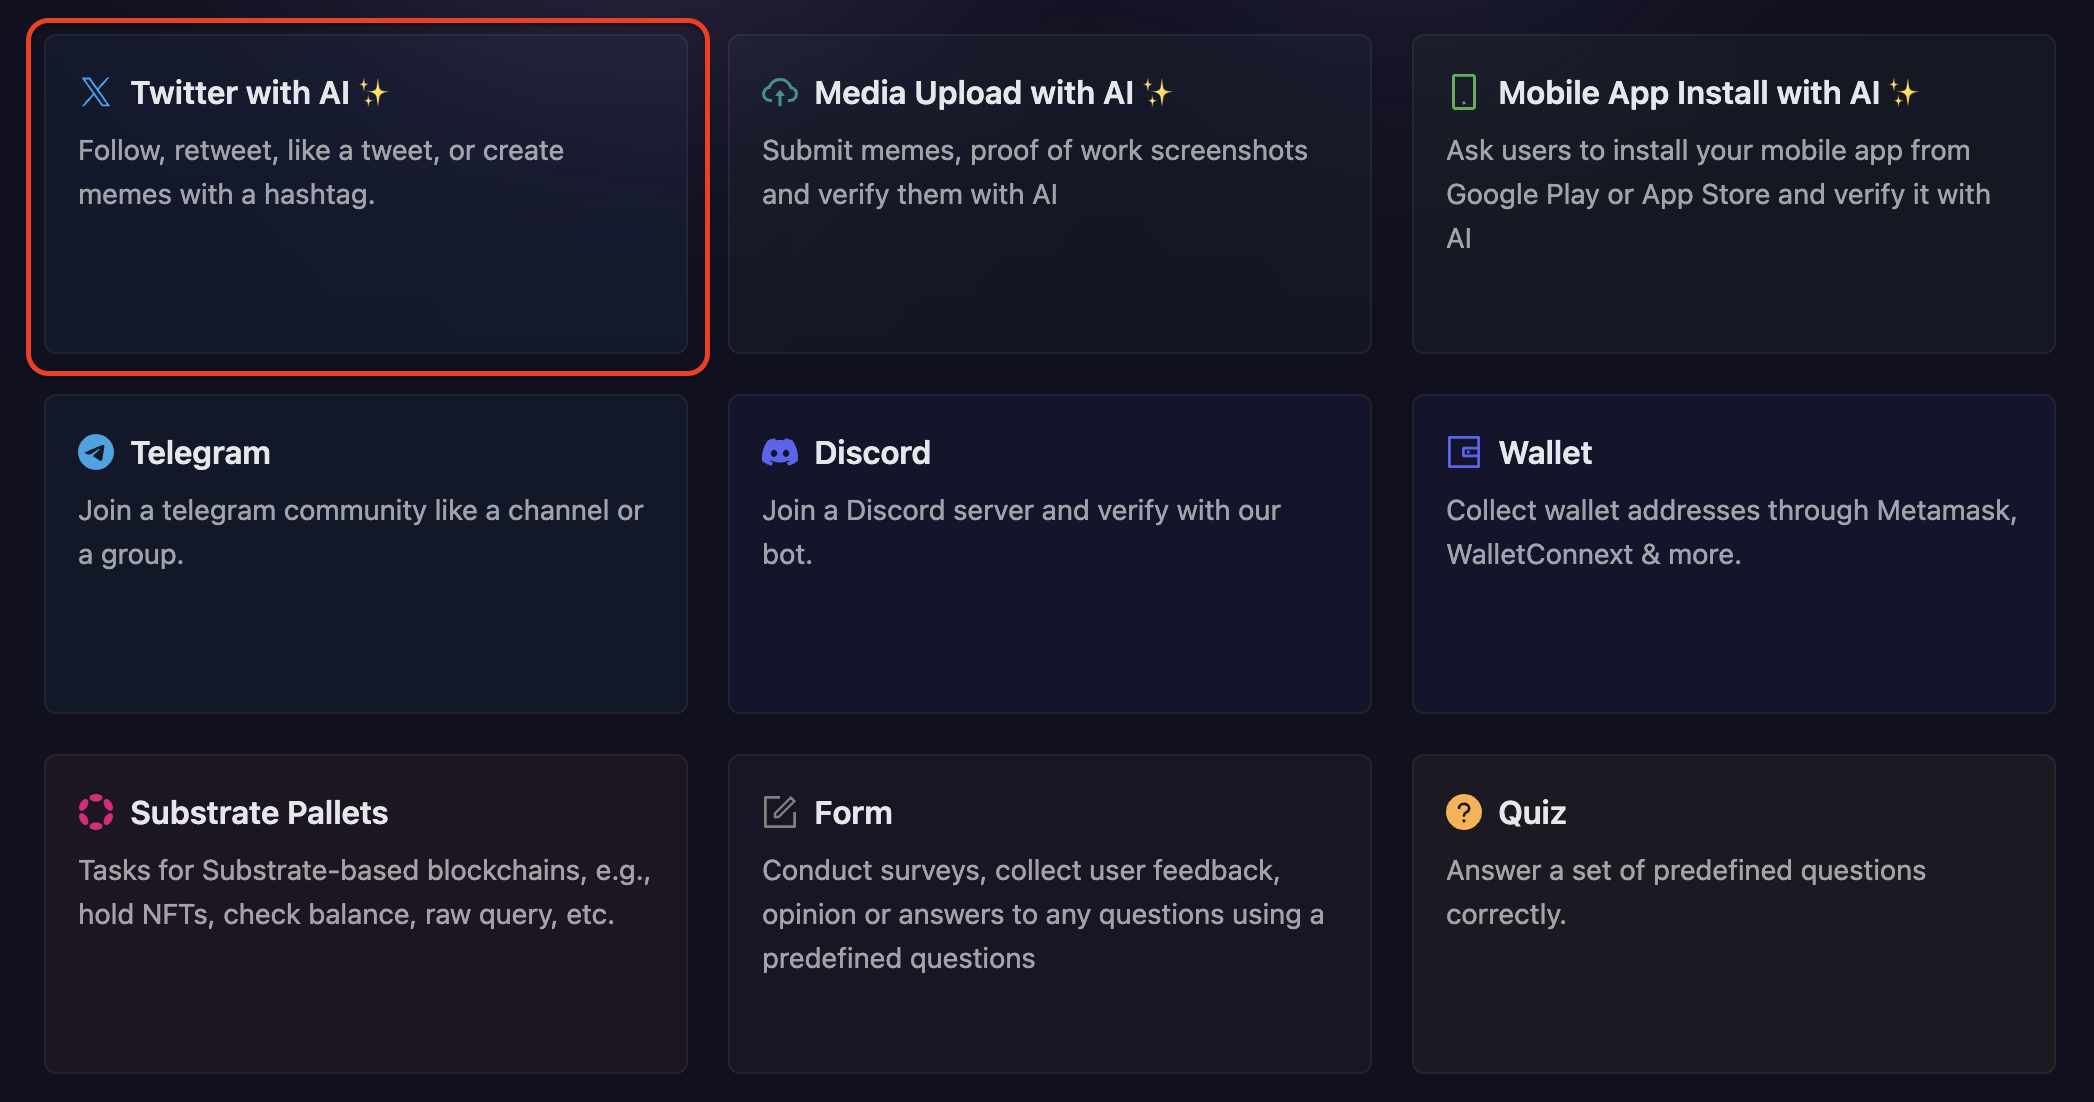 Twitter with AI ✨
Follow, retweet, like a tweet, or create
memes with a hashtag.
Media Upload with AI ✨
Submit memes, proof of work screenshots
and verify them with AI
Mobile App Install with AI ✨
Ask users to install your mobile app from
Google Play or App Store and verify it with
AI
Telegram
Join a telegram community like a channel or
a group.
Discord
Join a Discord server and verify with our
bot.
Wallet
Collect wallet addresses through Metamask,
WalletConnext & more.
Substrate Pallets
Tasks for Substrate-based blockchains, e.g.,
hold NFTs, check balance, raw query, etc.
Form
Conduct surveys, collect user feedback,
opinion or answers to any questions using a
predefined questions
Quiz
Answer a set of predefined questions
correctly.